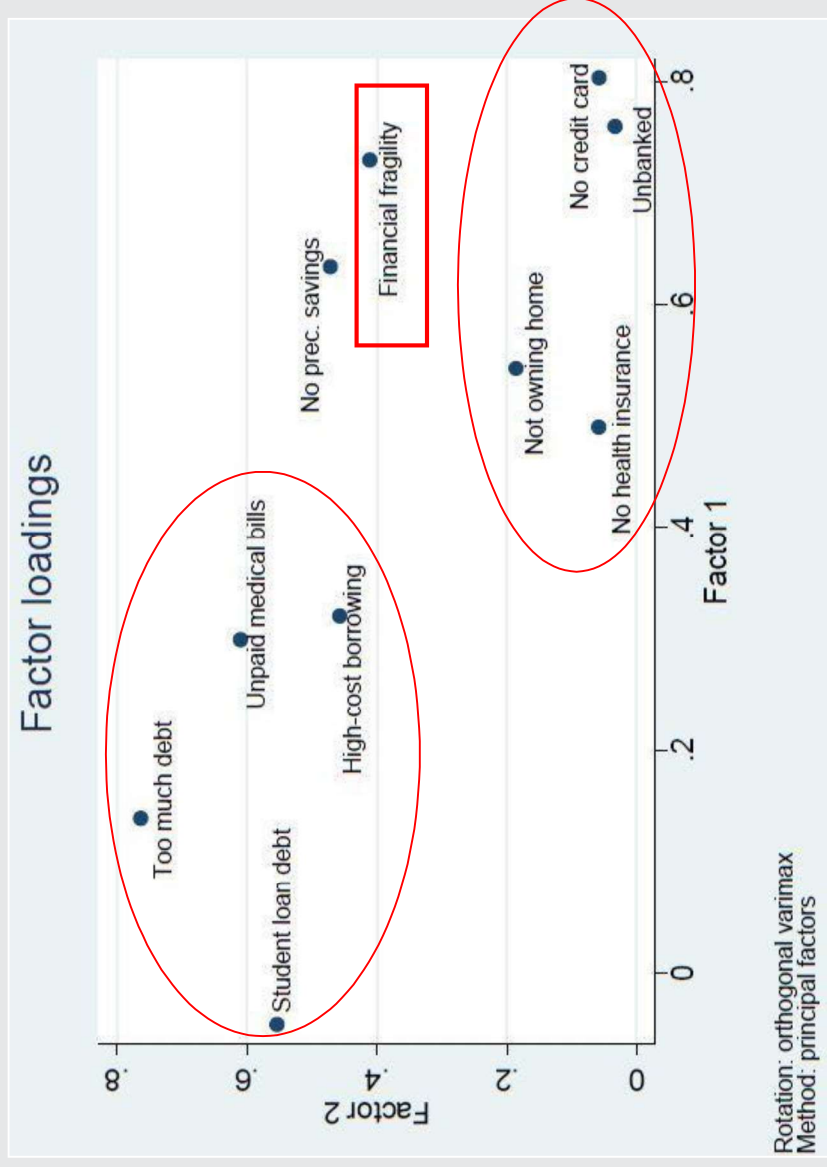 Factor loadings
.8
.6
.4
.2
0
Factor 2
Too much debt
Unpaid medical bills
Student loan debt
High-cost borrowing
No prec. savings
Financial fragility
Not owning home
No health insurance
No credit card
Unbanked
0
.2
.4
.6
.8
Factor 1
Rotation: orthogonal varimax
Method: principal factors